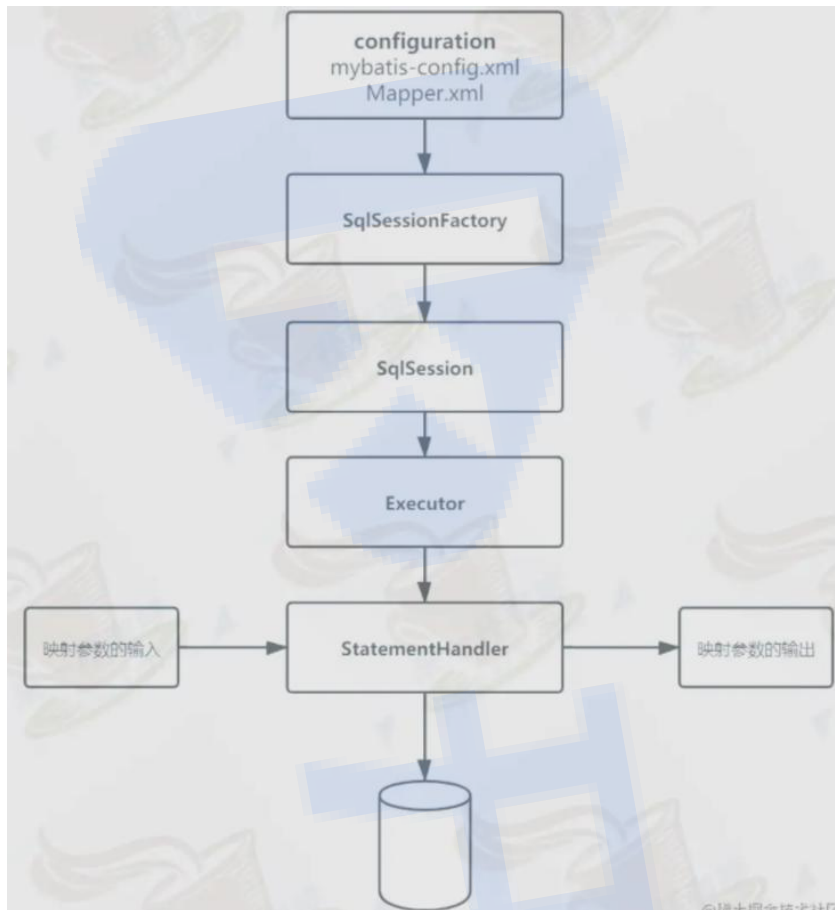 configuration
mybatis-config.xml
Mapper.xml
SqlSessionFactory
SqlSession
Executor
映射参数的输入
StatementHandler
映射参数的输出